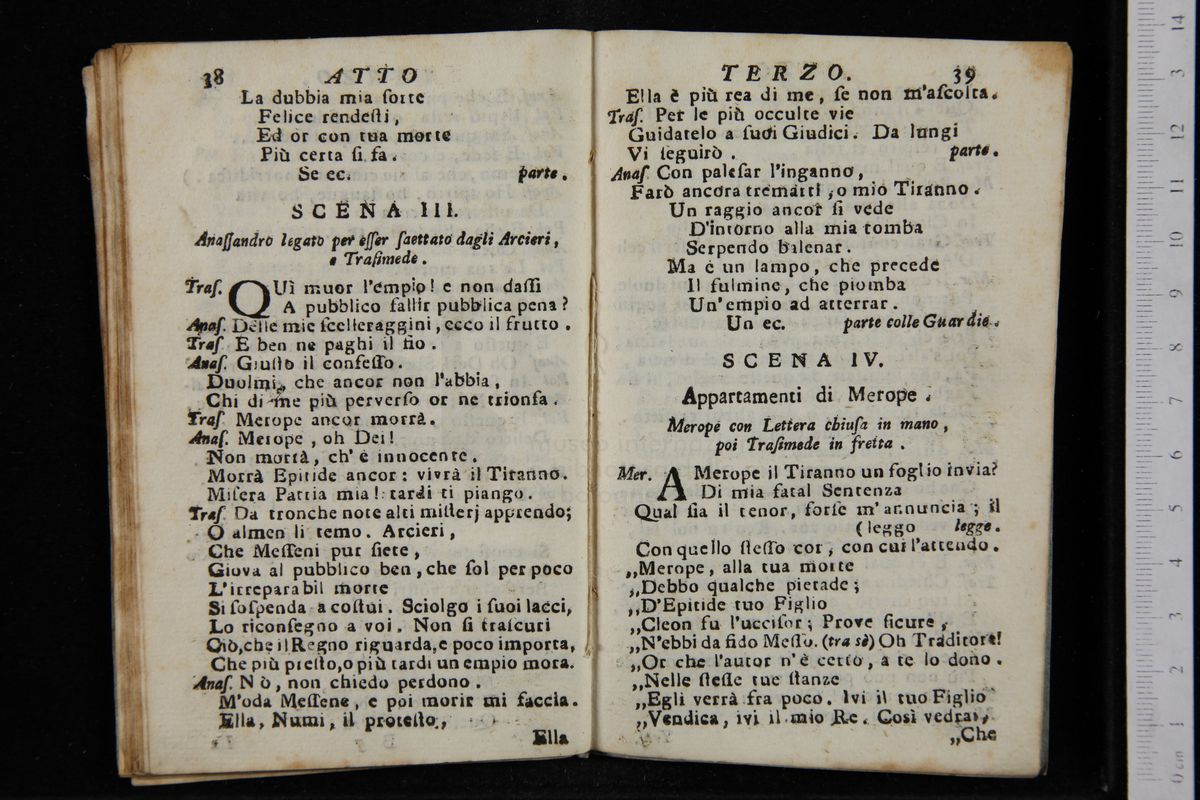 38 ATTO
La dubbia mia ſorte
Felice rendeſti,
Ed or con tua morte
Più certa ſi fa.
Se ec. parte.
SCENA III.
Anaſſandro legato per eſſer ſaettato dagli Arcieri,
e Traſimede.
Traſ. QUì muor l'empio! e non daſſi
A pubblico fallir pubblica pena?
Anaſ. Delle mie ſcelleraggini, ecco il frutto.
Traſ. E ben ne paghi il fio.
Anaſ. Giuſto il confeſſo.
Duolmi, che ancor non l'abbia,
Chi di me più perverſo or ne trionfa.
Traſ. Merope ancor morrà.
Anaſ. Merope, oh Dei!
Non morrà, ch' è innocente.
Morrà Epitide ancor: vivrà il Tiranno.
Miſera Patria mia! tardi ti piango.
Traſ. Da tronche note alti miſterj apprendo;
O almen li temo. Arcieri,
Che Meſſeni pur ſiete,
Giova al pubblico ben, che ſol per poco
L'irreparabil morte
Si ſoſpenda a coſtui. Sciolgo i ſuoi lacci,
Lo riconſegno a voi. Non ſi traſcuri
Ciò, che il Regno riguarda, e poco importa,
Che più preſto, o più tardi un empio mora.
Anaſ. Nò, non chiedo perdono.
M'oda Meſſene, e poi morir mi faccia.
Ella, Numi, il proteſto,
Ella
TERZO. 39
Ella è più rea di me, ſe non m'aſcolta.
Traſ. Per le più occulte vie
Guidatelo a ſuoi Giudici. Da lungi
Vi ſeguirò. parte.
Anaſ. Con paleſar l'inganno,
Farò ancora tremarti, o mio Tiranno.
Un raggio ancor ſi vede
D'intorno alla mia tomba
Serpendo balenar.
Ma è un lampo, che precede
Il fulmine, che piomba
Un'empio ad atterrar.
Un ec. parte colle Guardie.
SCENA IV.
Appartamenti di Merope.
Merope con Lettera chiuſa in mano,
poi Traſimede in fretta.
Mer. A Merope il Tiranno un foglio invia?
Di mia fatal Sentenza
Qual ſia il tenor, forſe m'annuncia; il
(leggo legge.
Con quello ſteſſo cor, con cui l'attendo.
„Merope, alla tua morte
„Debbo qualche pietade;
„D'Epitide tuo Figlio
„Cleon fu l'ucciſor; Prove ſicure,
„N'ebbi da fido Meſſo. (tra sè) Oh Traditore!
„Or che l'autor n'è certo, a te lo dono.
„Nelle ſteſſe tue ſtanze
„Egli verrà fra poco. Ivi il tuo Figlio
„Vendica, ivi il mio Re. Così vedrai,
„Che